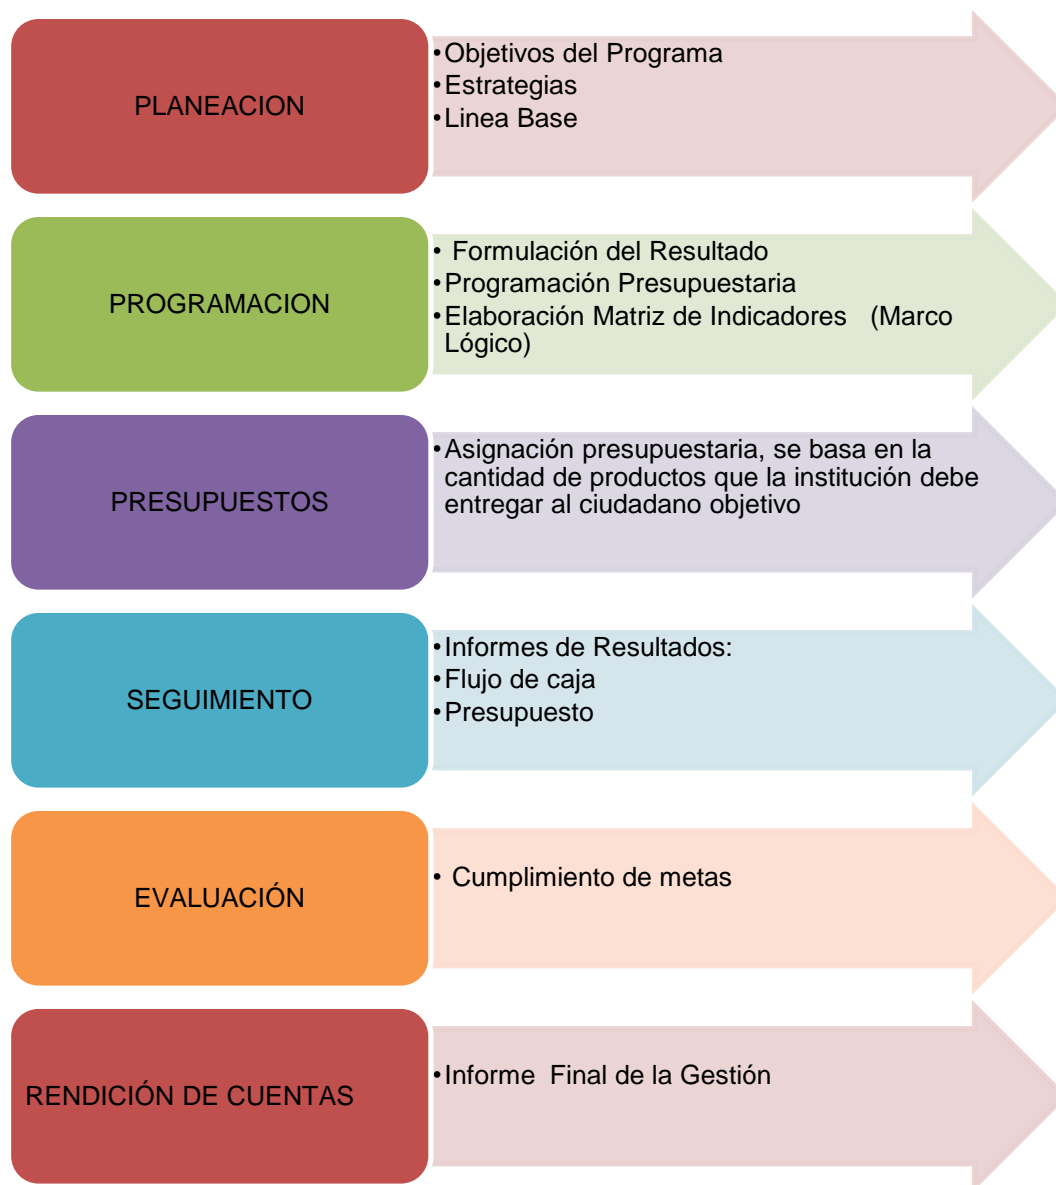 PLANEACION
•Objetivos del Programa
•Estrategias
•Linea Base
PROGRAMACION
• Formulación del Resultado
•Programación Presupuestaria
•Elaboración Matriz de Indicadores (Marco
Lógico)
PRESUPUESTOS
•Asignación presupuestaria, se basa en la
cantidad de productos que la institución debe
entregar al ciudadano objetivo
SEGUIMIENTO
•Informes de Resultados:
•Flujo de caja
•Presupuesto
EVALUACIÓN
• Cumplimiento de metas
RENDICIÓN DE CUENTAS
•Informe Final de la Gestión